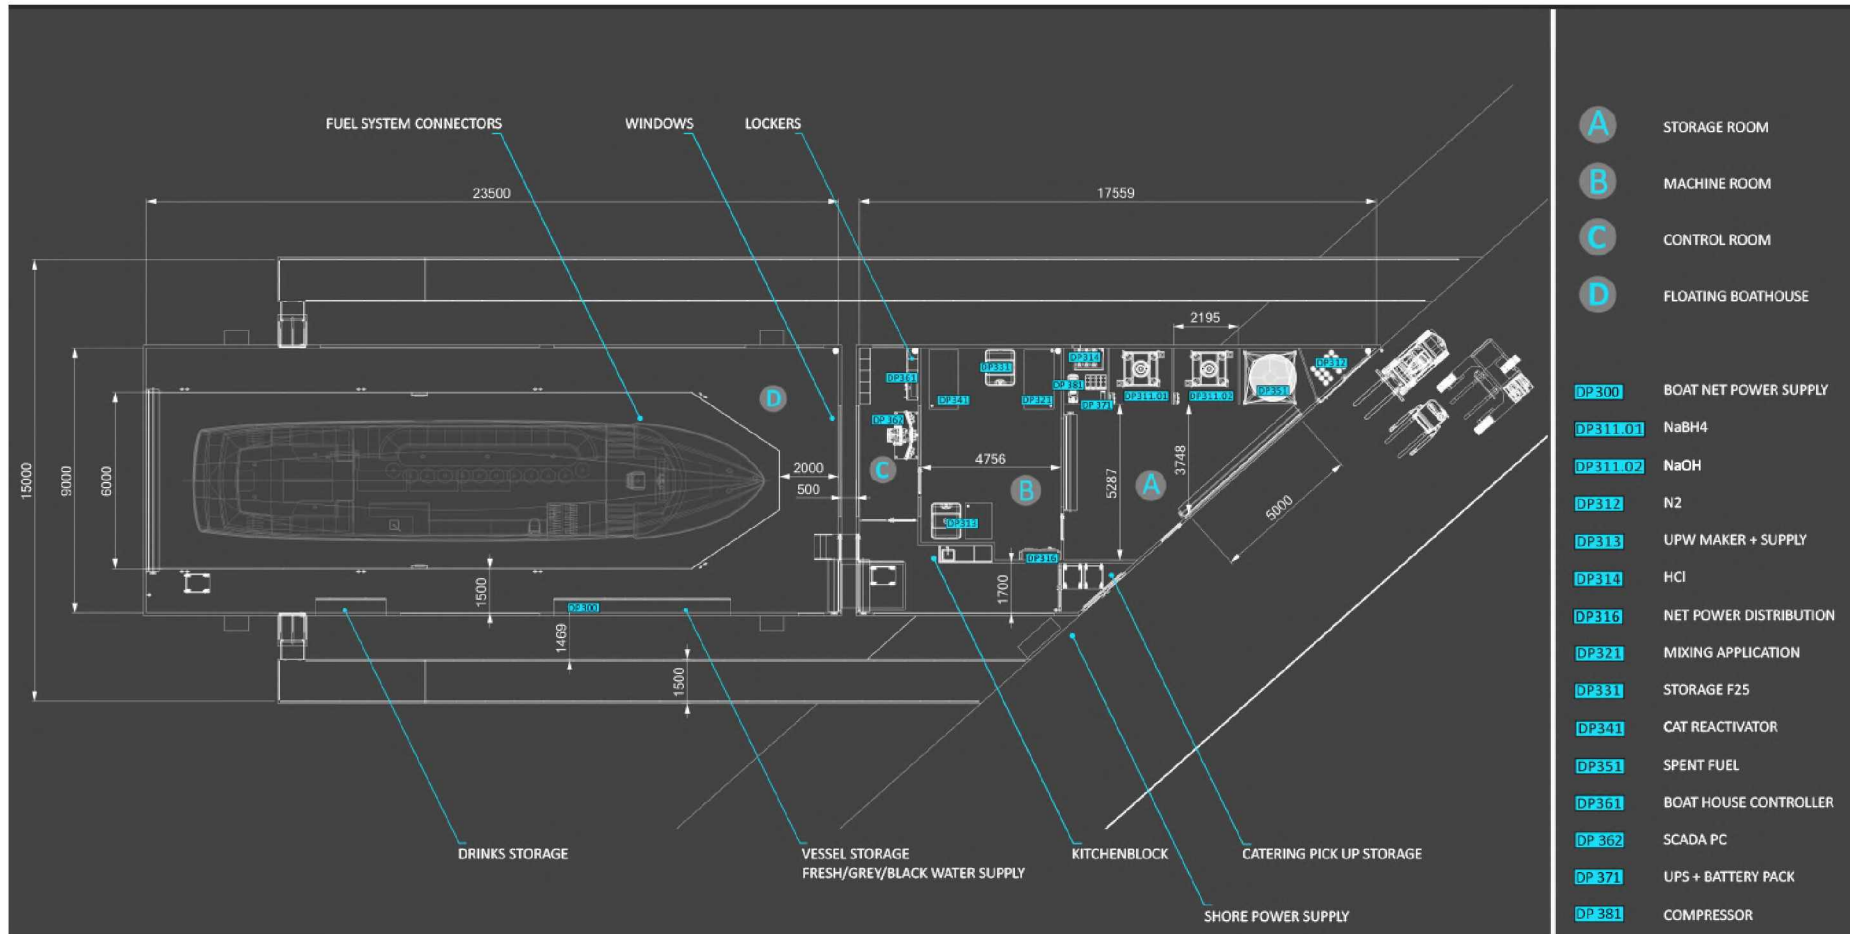 FUEL SYSTEM CONNECTORS
WINDOWS
LOCKERS
23500
17559
2195
15000
9000
6000
2000
500
4756
5287
3748
5000
1500
1469
1500
1700
D
C
B
A
DP361
DP 362
DP341
DP331
DP321
DP314
DP381
DP 371
DP311.01
DP311.02
DP351
DP312
DP313
DP316
DP300
DRINKS STORAGE
VESSEL STORAGE
FRESH/GREY/BLACK WATER SUPPLY
KITCHENBLOCK
CATERING PICK UP STORAGE
SHORE POWER SUPPLY
A STORAGE ROOM
B MACHINE ROOM
C CONTROL ROOM
D FLOATING BOATHOUSE
DP300 BOAT NET POWER SUPPLY
DP311.01 NaBH4
DP311.02 NaOH
DP312 N2
DP313 UPW MAKER + SUPPLY
DP314 HCl
DP316 NET POWER DISTRIBUTION
DP321 MIXING APPLICATION
DP331 STORAGE F25
DP341 CAT REACTIVATOR
DP351 SPENT FUEL
DP361 BOAT HOUSE CONTROLLER
DP 362 SCADA PC
DP 371 UPS + BATTERY PACK
DP 381 COMPRESSOR